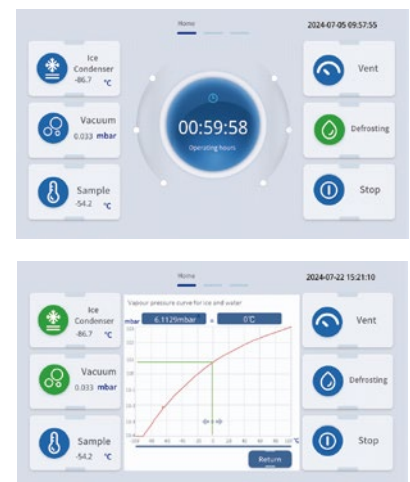 Home
2024-07-05 09:57:55
Ice
Condenser
-86.7 °C
Vacuum
0.033 mbar
Sample
-54.2 °C
00:59:58
Operating hours
Vent
Defrosting
Stop
Home
2024-07-22 15:21:10
Ice
Condenser
-86.7 °C
Vacuum
0.033 mbar
Sample
-54.2 °C
Vapour pressure curve for ice and water
mbar 6.1129mbar = 0℃
°C
Return
Vent
Defrosting
Stop